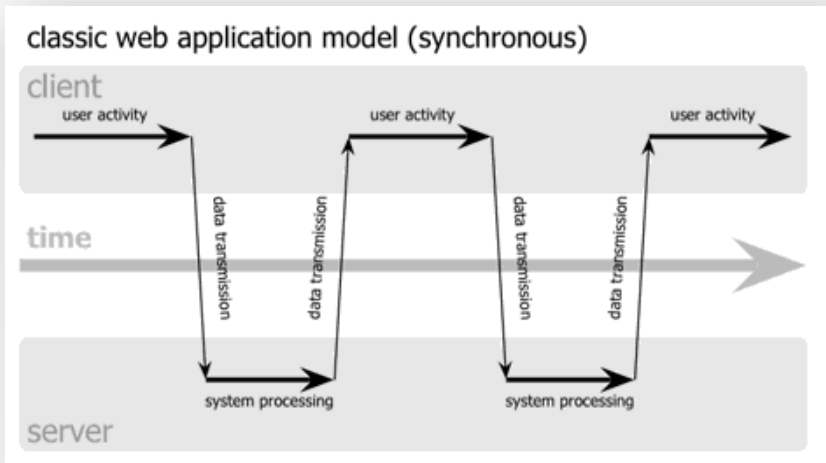 classic web application model (synchronous)
client
user activity
user activity
user activity
data transmission
data transmission
data transmission
data transmission
time
system processing
system processing
server